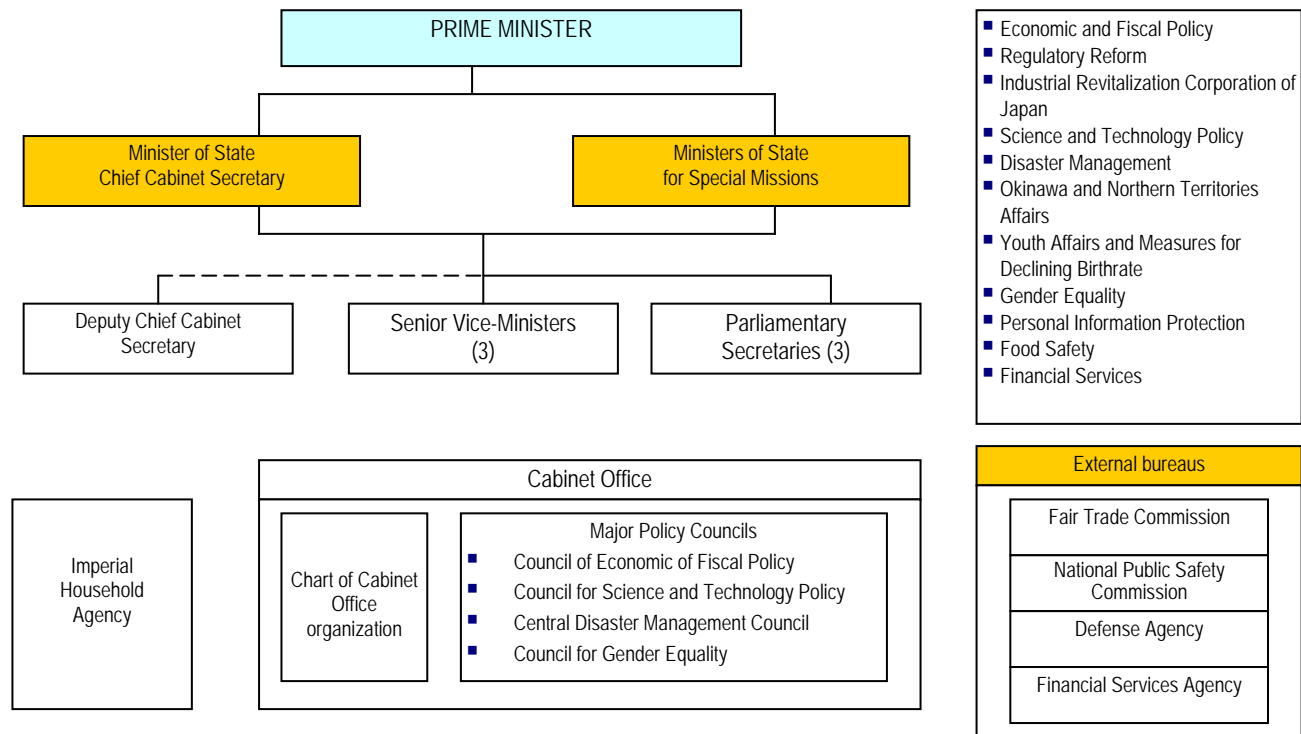 PRIME MINISTER
Minister of State
Chief Cabinet Secretary
Ministers of State
for Special Missions
Deputy Chief Cabinet
Secretary
Senior Vice-Ministers
(3)
Parliamentary
Secretaries (3)
Economic and Fiscal Policy
Regulatory Reform
Industrial Revitalization Corporation of
Japan
Science and Technology Policy
Disaster Management
Okinawa and Northern Territories
Affairs
Youth Affairs and Measures for
Declining Birthrate
Gender Equality
Personal Information Protection
Food Safety
Financial Services
Imperial
Household
Agency
Cabinet Office
Chart of Cabinet
Office
organization
Major Policy Councils
Council of Economic of Fiscal Policy
Council for Science and Technology Policy
Central Disaster Management Council
Council for Gender Equality
External bureaus
Fair Trade Commission
National Public Safety
Commission
Defense Agency
Financial Services Agency